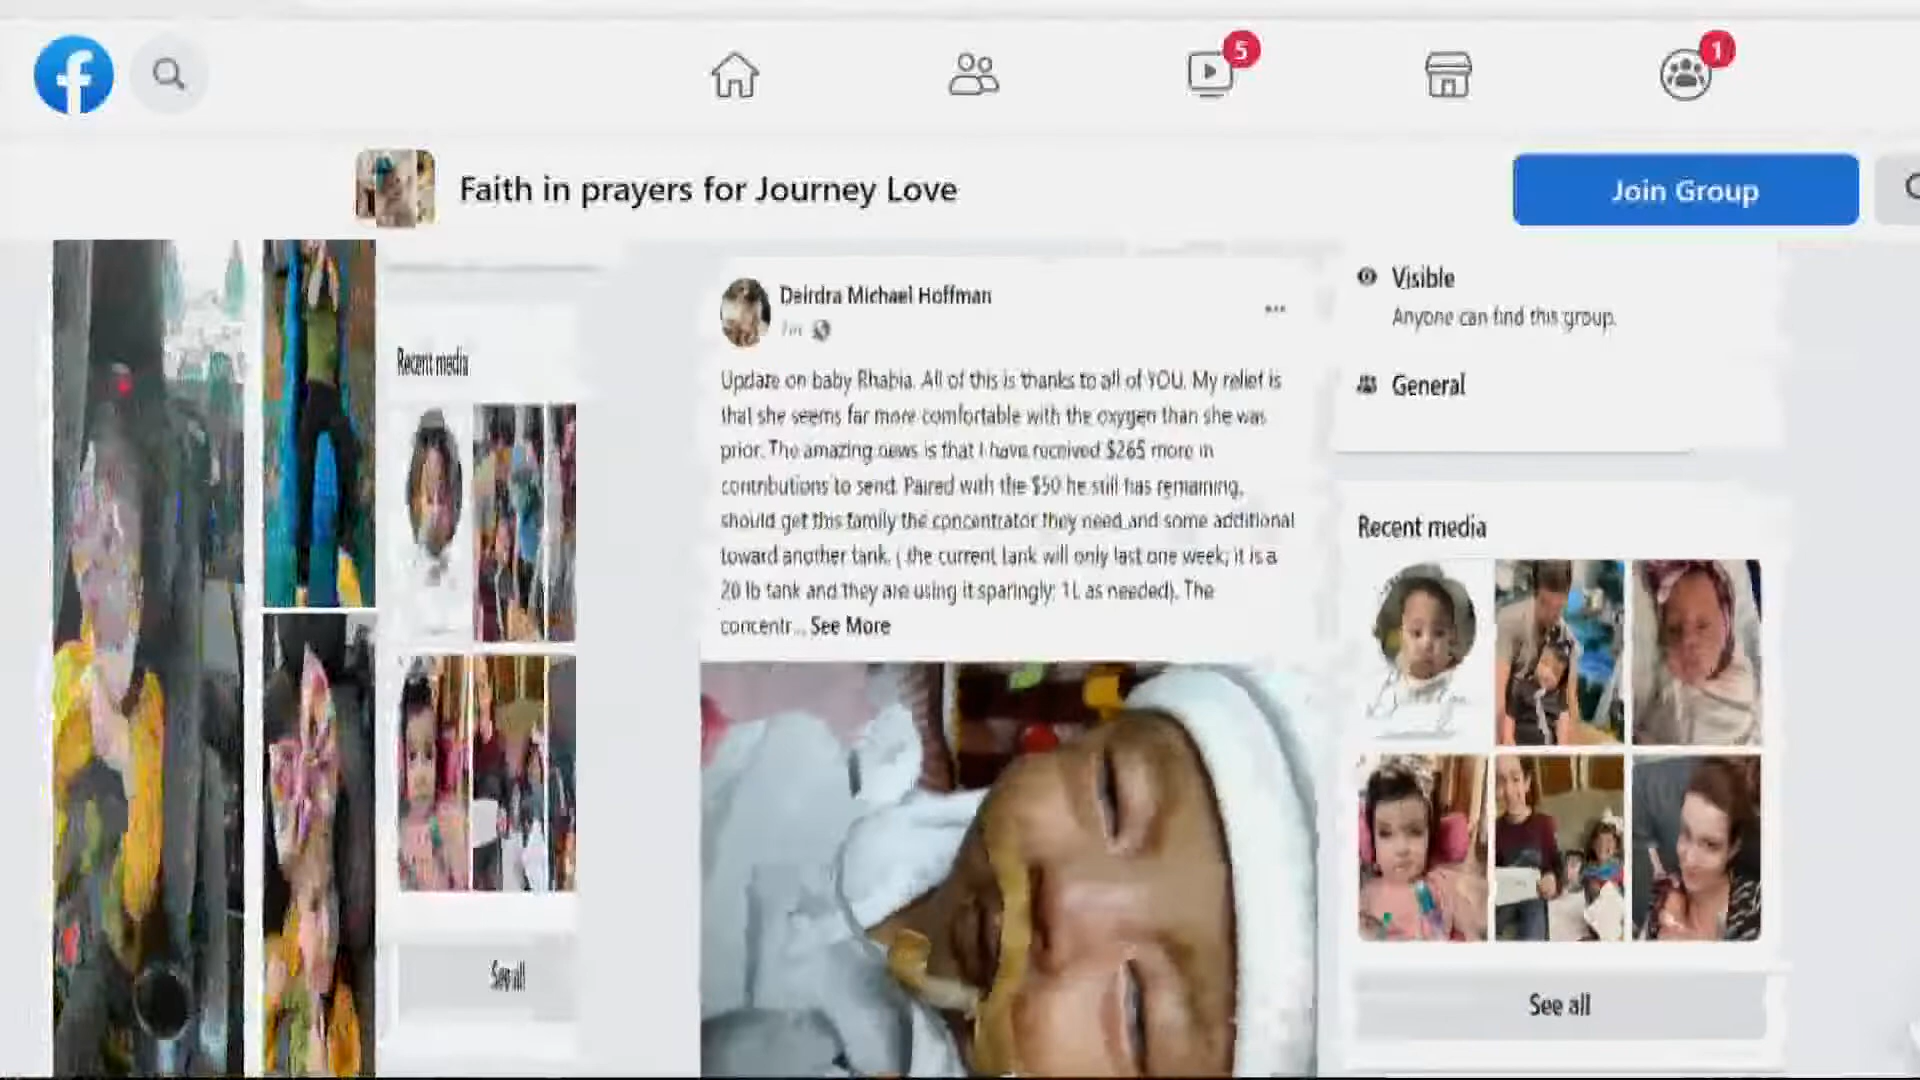 5
1
Faith in prayers for Journey Love
Join Group
Recent media
See all
Deirdra Michael Hoffman
Update on baby Rhabia. All of this is thanks to all of YOU. My relief is
that she seems far more comfortable with the oxygen than she was
prior. The amazing news is that I have received $265 more in
contributions to send. Paired with the $50 he still has remaining,
should get this family the concentrator they need and some additional
toward another tank. ( the current tank will only last one week; it is a
20 lb tank and they are using it sparingly; 1L as needed). The
concentr... See More
Visible
Anyone can find this group.
General
Recent media
See all